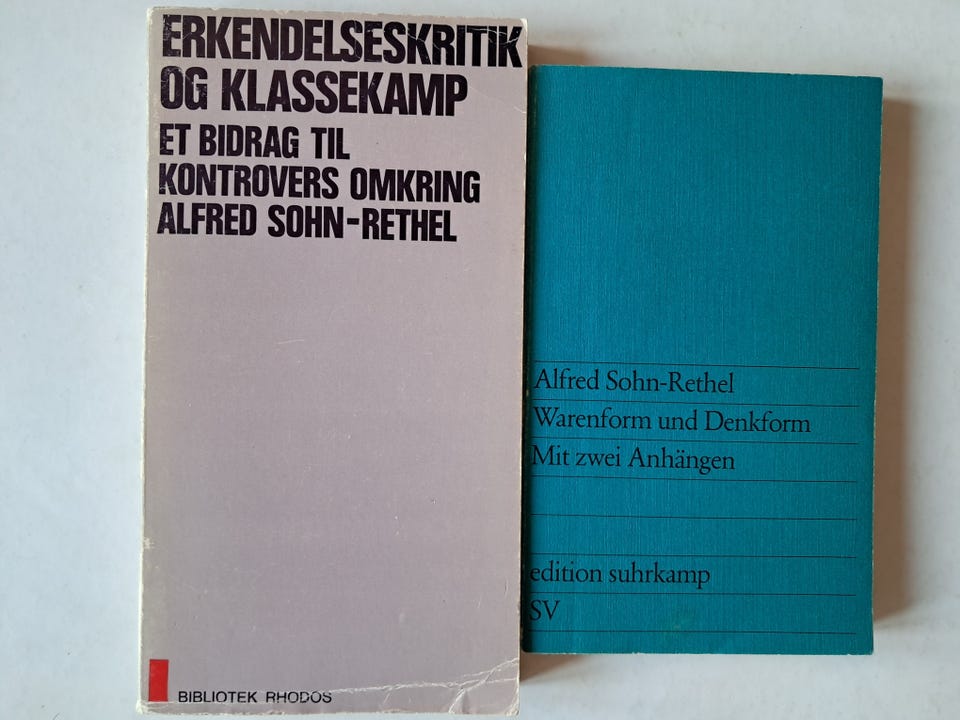 ERKENDELSESKRITIK
OG KLASSEKAMP
ET BIDRAG TIL
KONTROVERS OMKRING
ALFRED SOHN-RETHEL
BIBLIOTEK RHODOS
Alfred Sohn-Rethel
Warenform und Denkform
Mit zwei Anhängen
edition suhrkamp
SV